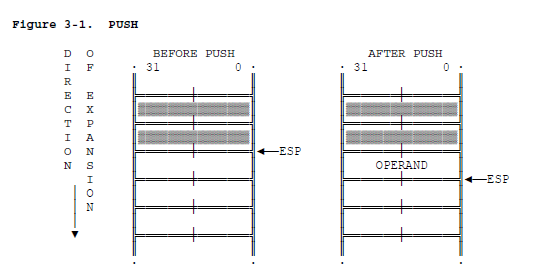 Figure 3-1.  PUSH
D O BEFORE PUSH AFTER PUSH
I F 31 0 31 0
R
E E
C X
T P
I A
O N ESP
N S OPERAND
I ESP
O
N